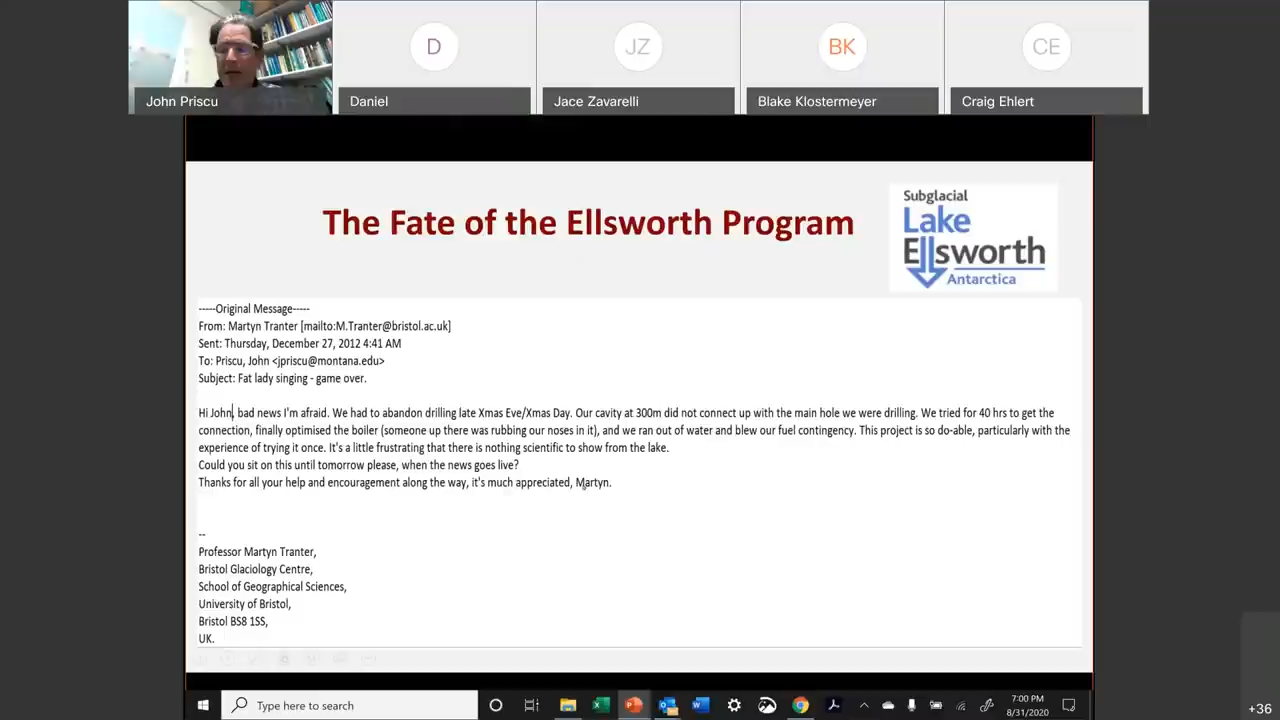 John Priscu
D
Daniel
JZ
Jace Zavarelli
BK
Blake Klostermeyer
CE
Craig Ehlert
The Fate of the Ellsworth Program
Subglacial
Lake
Ellsworth
Antarctica
-----Original Message-----
From: Martyn Tranter [mailto:M.Tranter@bristol.ac.uk]
Sent: Thursday, December 27, 2012 4:41 AM
To: Priscu, John <jpriscu@montana.edu>
Subject: Fat lady singing - game over.
Hi John, bad news I'm afraid. We had to abandon drilling late Xmas Eve/Xmas Day. Our cavity at 300m did not connect up with the main hole we were drilling. We tried for 40 hrs to get the
connection, finally optimised the boiler (someone up there was rubbing our noses in it), and we ran out of water and blew our fuel contingency. This project is so do-able, particularly with the
experience of trying it once. It's a little frustrating that there is nothing scientific to show from the lake.
Could you sit on this until tomorrow please, when the news goes live?
Thanks for all your help and encouragement along the way, it's much appreciated, Martyn.
--
Professor Martyn Tranter,
Bristol Glaciology Centre,
School of Geographical Sciences,
University of Bristol,
Bristol BS8 1SS,
UK.
Type here to search
7:00 PM
8/31/2020
+36